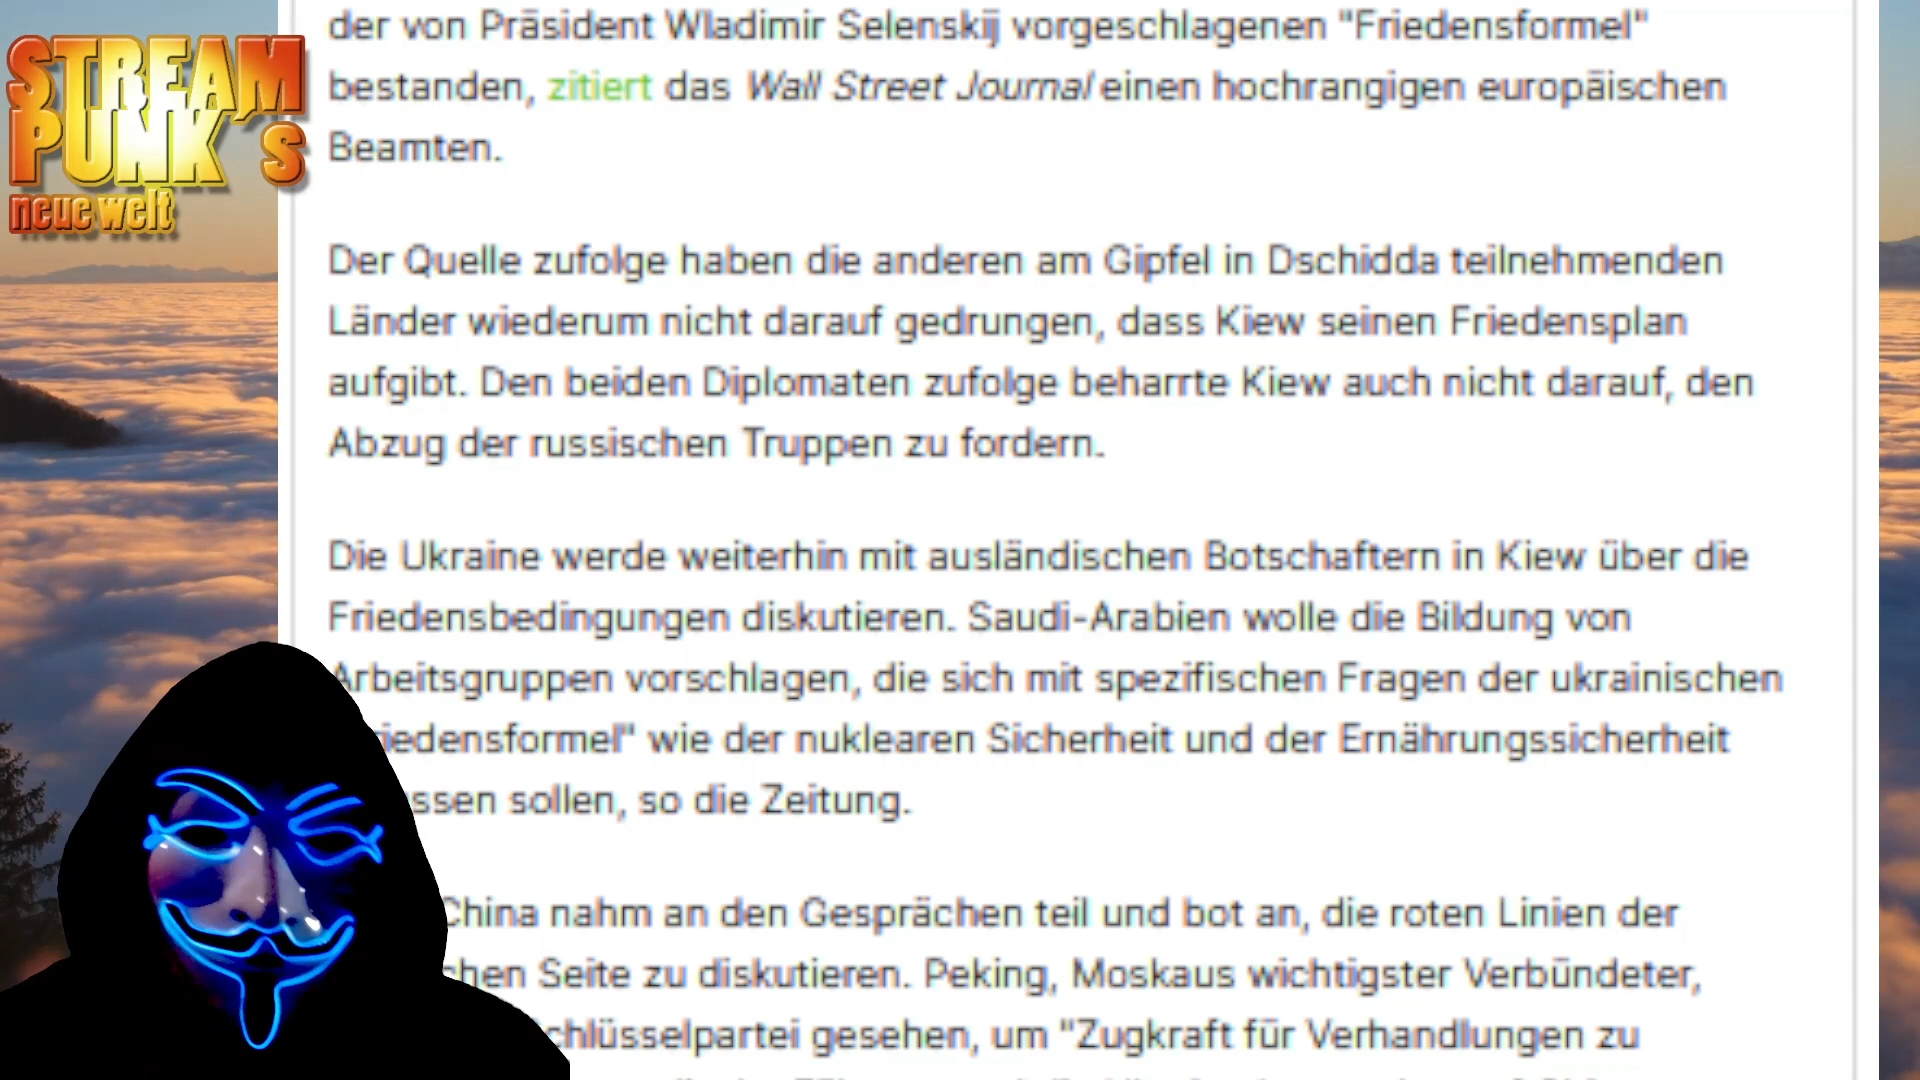 STREAM
PUNK´s
neue welt
der von Präsident Wladimir Selenskij vorgeschlagenen "Friedensformel"
bestanden, zitiert das Wall Street Journal einen hochrangigen europäischen
Beamten.
Der Quelle zufolge haben die anderen am Gipfel in Dschidda teilnehmenden
Länder wiederum nicht darauf gedrungen, dass Kiew seinen Friedensplan
aufgibt. Den beiden Diplomaten zufolge beharrte Kiew auch nicht darauf, den
Abzug der russischen Truppen zu fordern.
Die Ukraine werde weiterhin mit ausländischen Botschaftern in Kiew über die
Friedensbedingungen diskutieren. Saudi-Arabien wolle die Bildung von
Arbeitsgruppen vorschlagen, die sich mit spezifischen Fragen der ukrainischen
riedensformel" wie der nuklearen Sicherheit und der Ernährungssicherheit
ssen sollen, so die Zeitung.
China nahm an den Gesprächen teil und bot an, die roten Linien der
chen Seite zu diskutieren. Peking, Moskaus wichtigster Verbündeter,
chlüsselpartei gesehen, um "Zugkraft für Verhandlungen zu